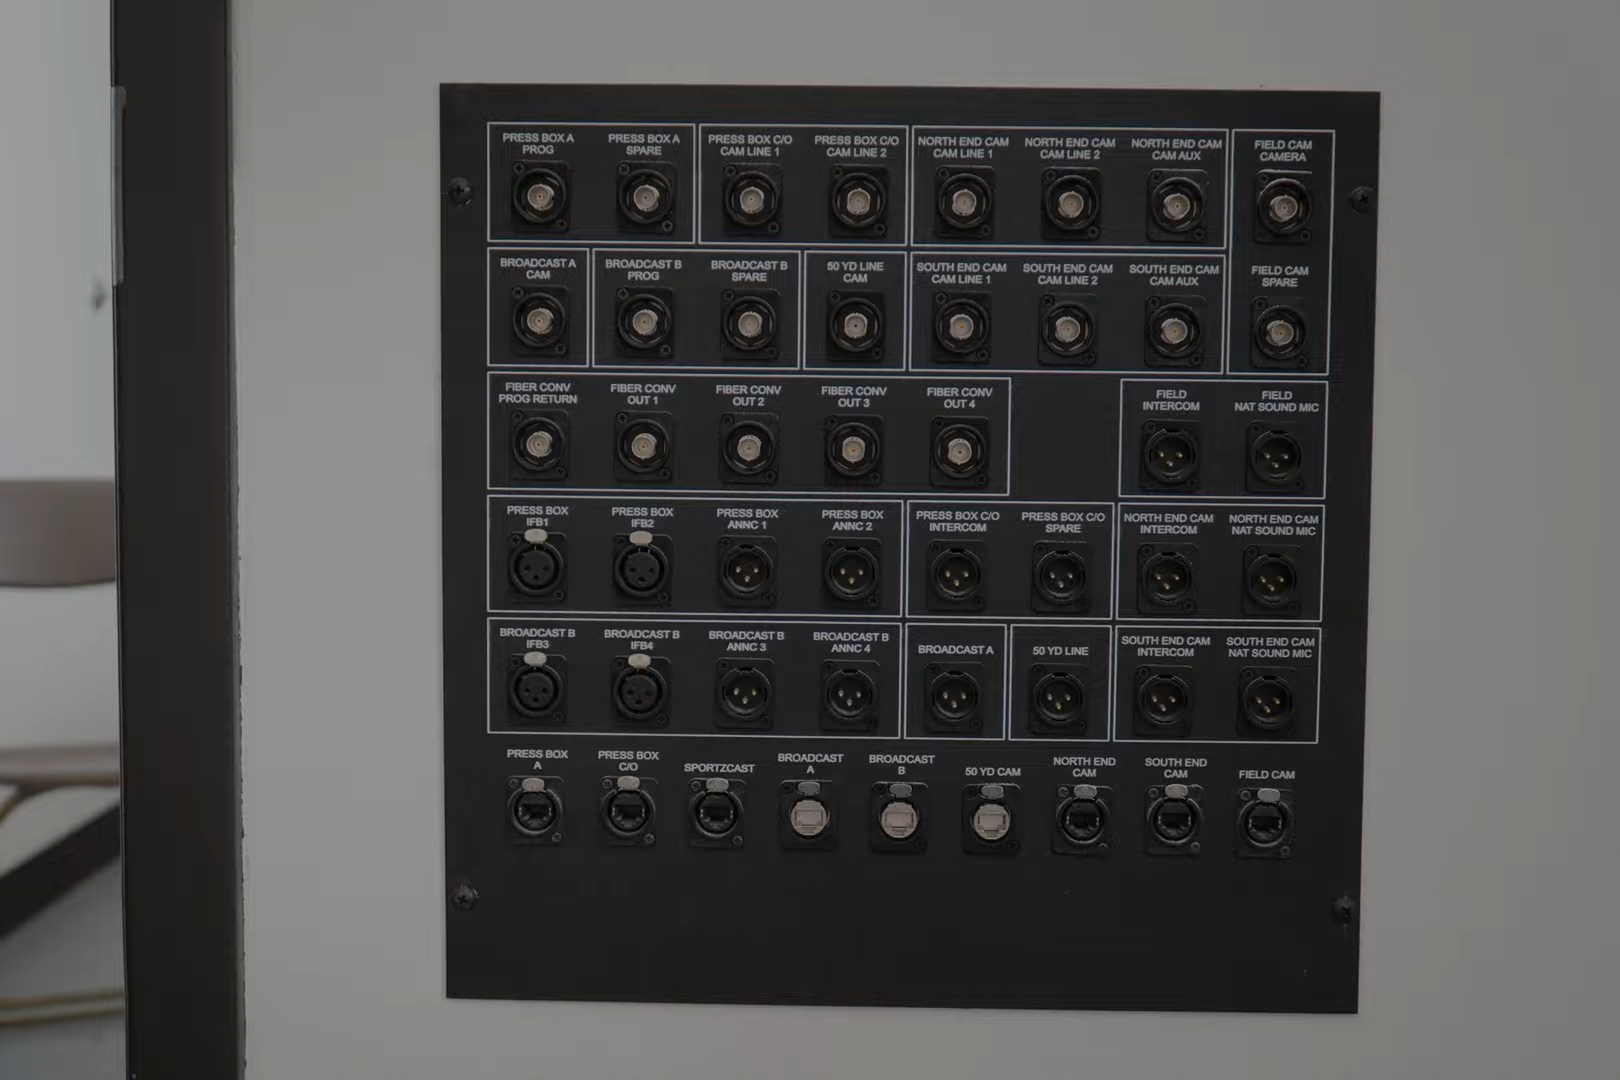 PRESS BOX A
PROG
PRESS BOX A
SPARE
PRESS BOX C/O
CAM LINE 1
PRESS BOX C/O
CAM LINE 2
NORTH END CAM
CAM LINE 1
NORTH END CAM
CAM LINE 2
NORTH END CAM
CAM AUX
FIELD CAM
CAMERA
BROADCAST A
CAM
BROADCAST B
PROG
BROADCAST B
SPARE
50 YD LINE
CAM
SOUTH END CAM
CAM LINE 1
SOUTH END CAM
CAM LINE 2
SOUTH END CAM
CAM AUX
FIELD CAM
SPARE
FIBER CONV
PROG RETURN
FIBER CONV
OUT 1
FIBER CONV
OUT 2
FIBER CONV
OUT 3
FIBER CONV
OUT 4
FIELD
INTERCOM
FIELD
NAT SOUND MIC
PRESS BOX
IFB1
PRESS BOX
IFB2
PRESS BOX
ANNC 1
PRESS BOX
ANNC 2
PRESS BOX C/O
INTERCOM
PRESS BOX C/O
SPARE
NORTH END CAM
INTERCOM
NORTH END CAM
NAT SOUND MIC
BROADCAST B
IFB3
BROADCAST B
IFB4
BROADCAST B
ANNC 3
BROADCAST B
ANNC 4
BROADCAST A
50 YD LINE
SOUTH END CAM
INTERCOM
SOUTH END CAM
NAT SOUND MIC
PRESS BOX
A
PRESS BOX
C/O
SPORTZCAST
BROADCAST
A
BROADCAST
B
50 YD CAM
NORTH END
CAM
SOUTH END
CAM
FIELD CAM